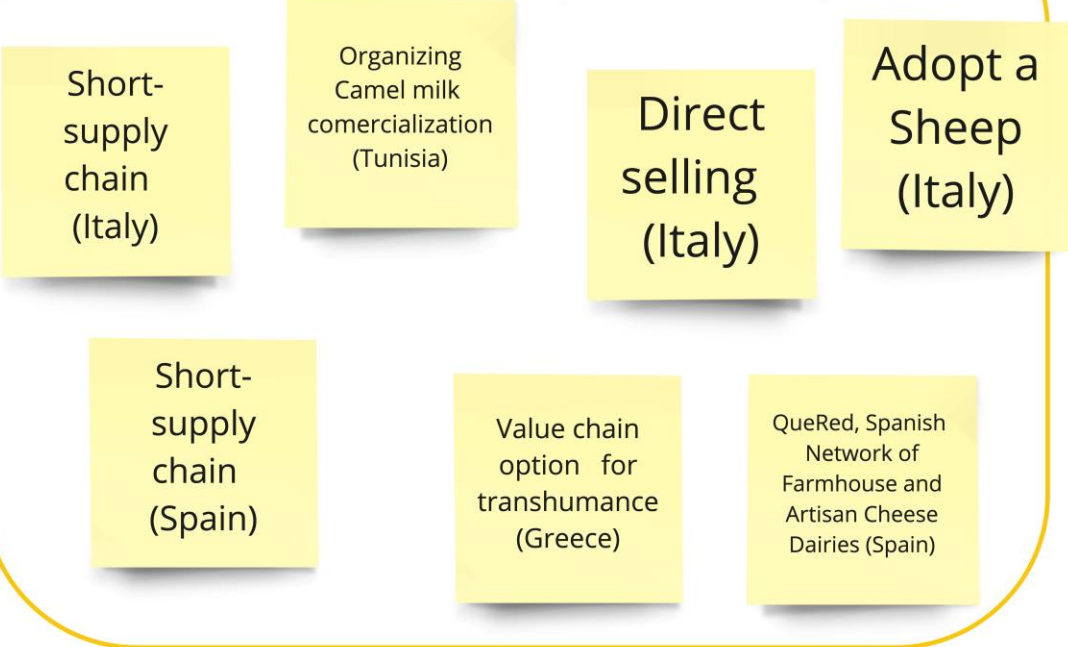 Short-
supply
chain
(Italy)
Organizing
Camel milk
comercialization
(Tunisia)
Direct
selling
(Italy)
Adopt a
Sheep
(Italy)
Short-
supply
chain
(Spain)
Value chain
option for
transhumance
(Greece)
QueRed, Spanish
Network of
Farmhouse and
Artisan Cheese
Dairies (Spain)